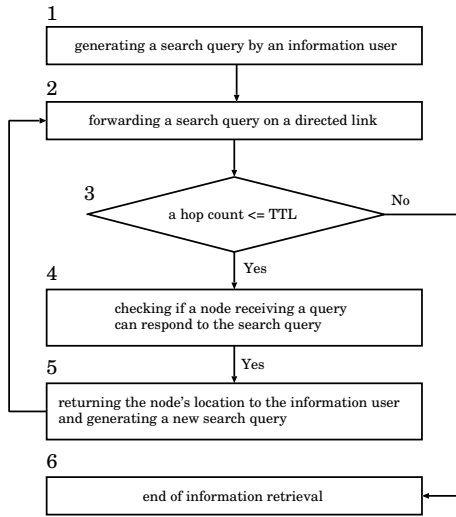 1
generating a search query by an information user
2
forwarding a search query on a directed link
3
a hop count <= TTL
No
Yes
4
checking if a node receiving a query
can respond to the search query
Yes
5
returning the node's location to the information user
and generating a new search query
6
end of information retrieval